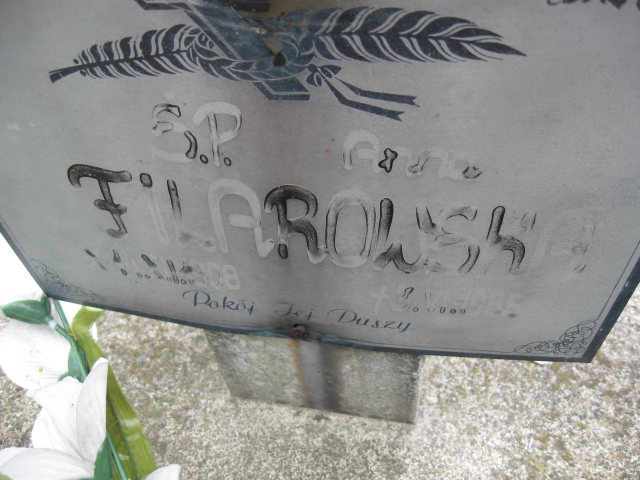 Ś.P. Anna
FILAROWSKA
Pokój Jej Duszy